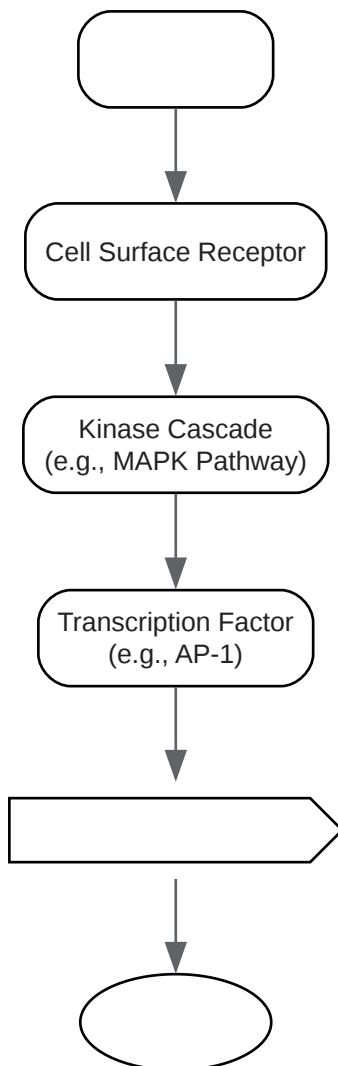 Cell Surface Receptor
Kinase Cascade
(e.g., MAPK Pathway)
Transcription Factor
(e.g., AP-1)